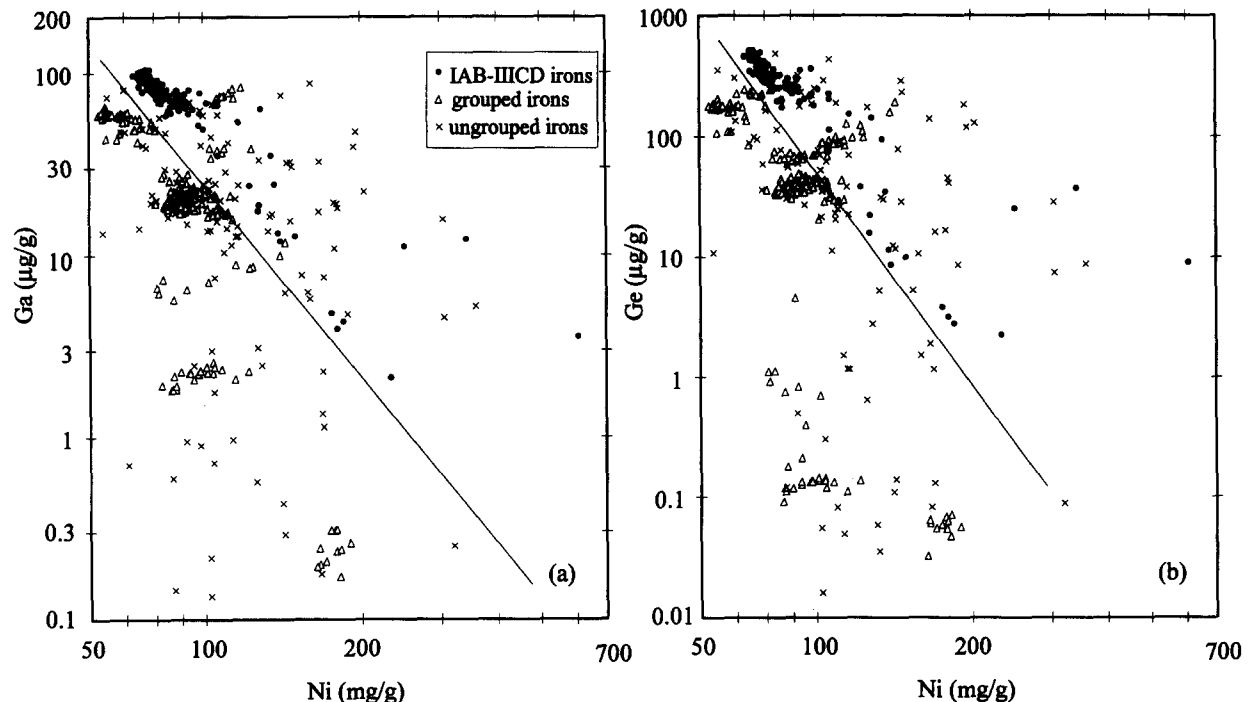 200
100
30
10
3
1
0.3
0.1
Ga (µg/g)
• IAB-IIICD irons
△ grouped irons
× ungrouped irons
(a)
50 100 200 700
Ni (mg/g)
1000
100
10
1
0.1
0.01
Ge (µg/g)
(b)
50 100 200 700
Ni (mg/g)